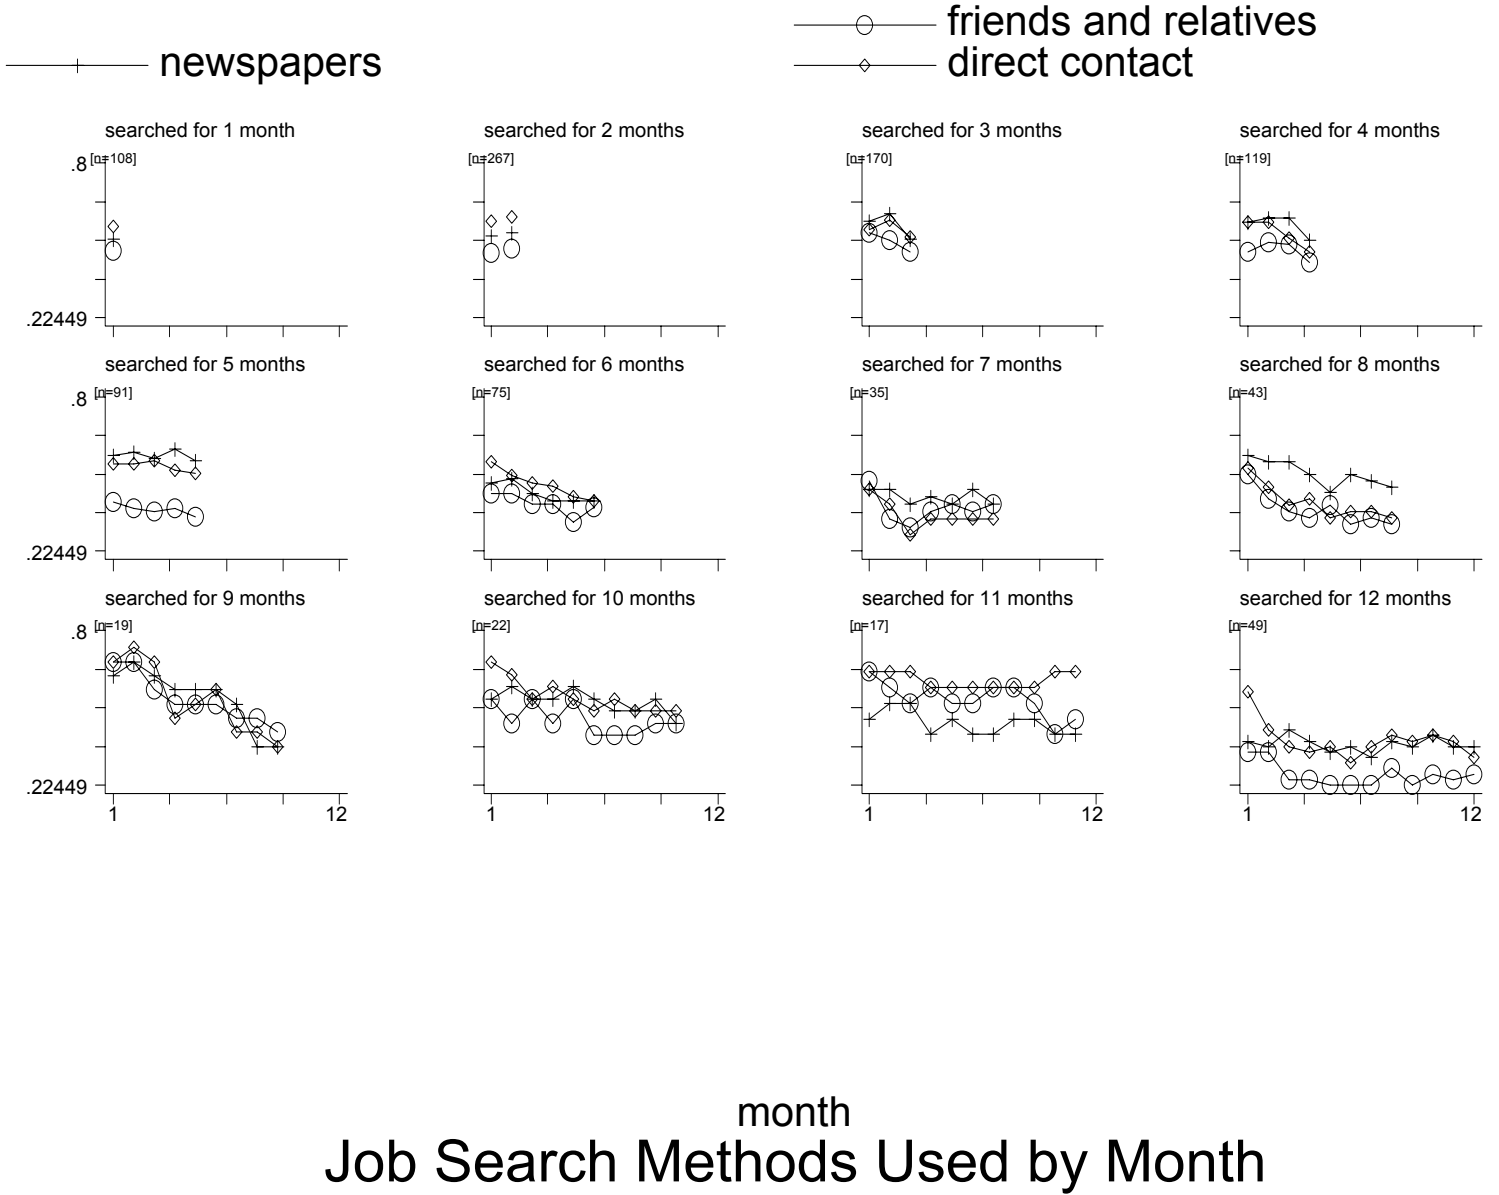 friends and relatives
newspapers
direct contact
searched for 1 month
searched for 2 months
searched for 3 months
searched for 4 months
.8
[n=108]
[n=267]
[n=170]
[n=119]
.22449
searched for 5 months
searched for 6 months
searched for 7 months
searched for 8 months
.8
[n=91]
[n=75]
[n=35]
[n=43]
.22449
searched for 9 months
searched for 10 months
searched for 11 months
searched for 12 months
.8
[n=19]
[n=22]
[n=17]
[n=49]
.22449
1
12
1
12
1
12
1
12
month
Job Search Methods Used by Month